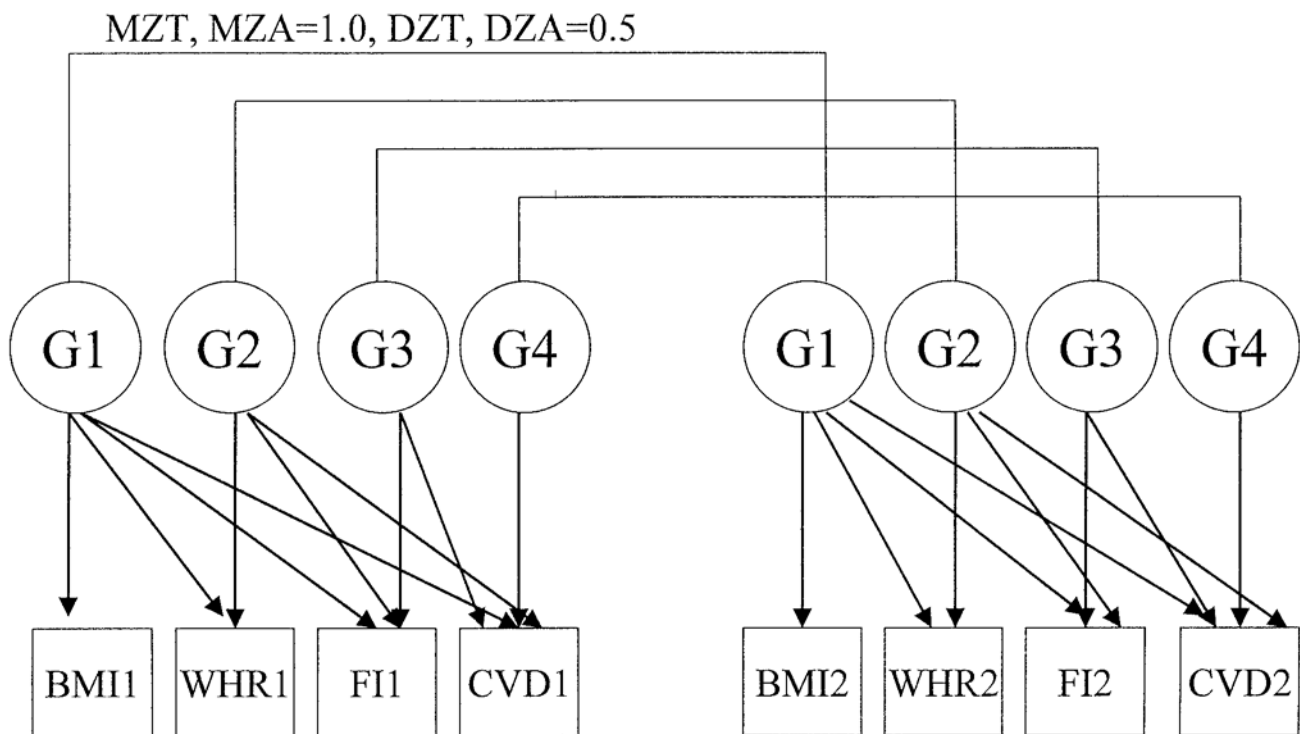 MZT, MZA=1.0, DZT, DZA=0.5
G1 G2 G3 G4 G1 G2 G3 G4
BMI1 WHR1 FI1 CVD1 BMI2 WHR2 FI2 CVD2